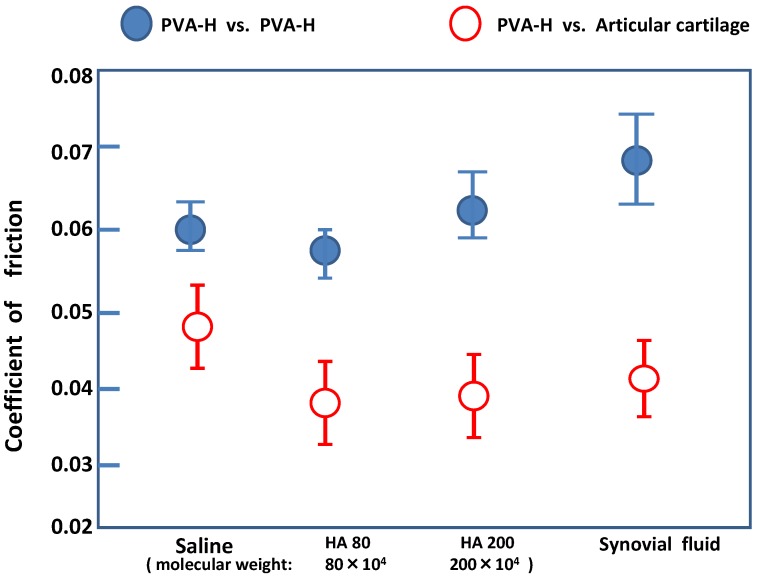 PVA-H vs. PVA-H
PVA-H vs. Articular cartilage
Coefficient of friction
0.08
0.07
0.06
0.05
0.04
0.03
0.02
Saline HA 80 HA 200 Synovial fluid
( molecular weight: 80×10⁴ 200×10⁴ )